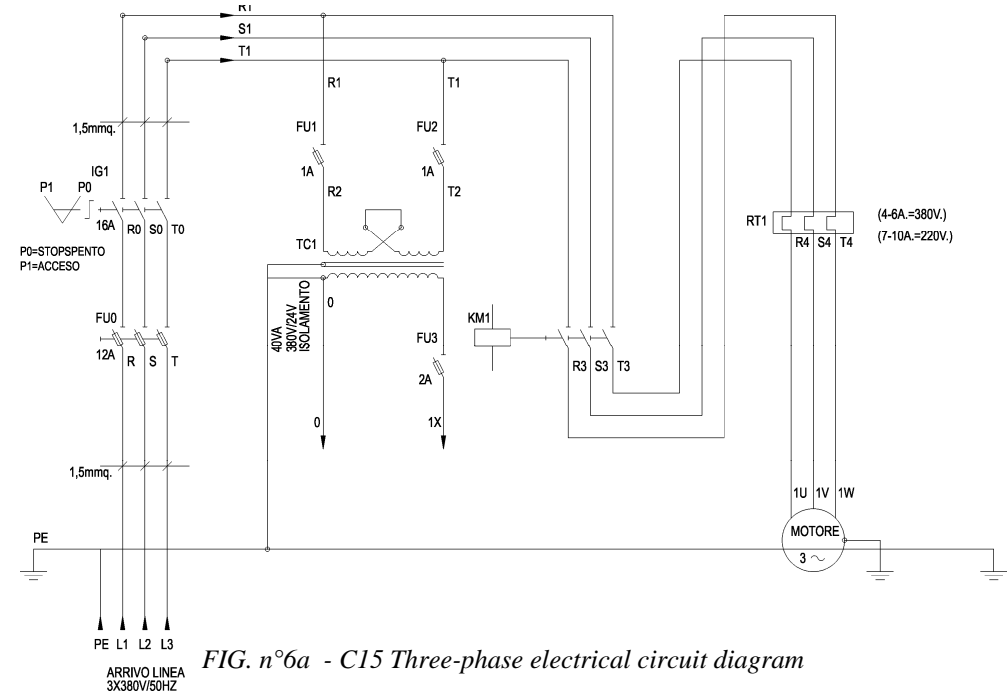 R1
S1
T1
R1
T1
1,5mmq.
FU1
FU2
IG1
1A
1A
P1
P0
R2
T2
16A
R0
S0
T0
RT1
(4-6A.=380V.)
(7-10A.=220V.)
R4
S4
T4
P0=STOPSPENTO
P1=ACCESO
TC1
0
40VA
380V/24V
ISOLAMENTO
FU0
12A
R
S
T
KM1
FU3
R3
S3
T3
2A
0
1X
1,5mmq.
1U
1V
1W
PE
MOTORE
3 ~
PE
L1
L2
L3
ARRIVO LINEA
3X380V/50HZ
FIG. n°6a - C15 Three-phase electrical circuit diagram